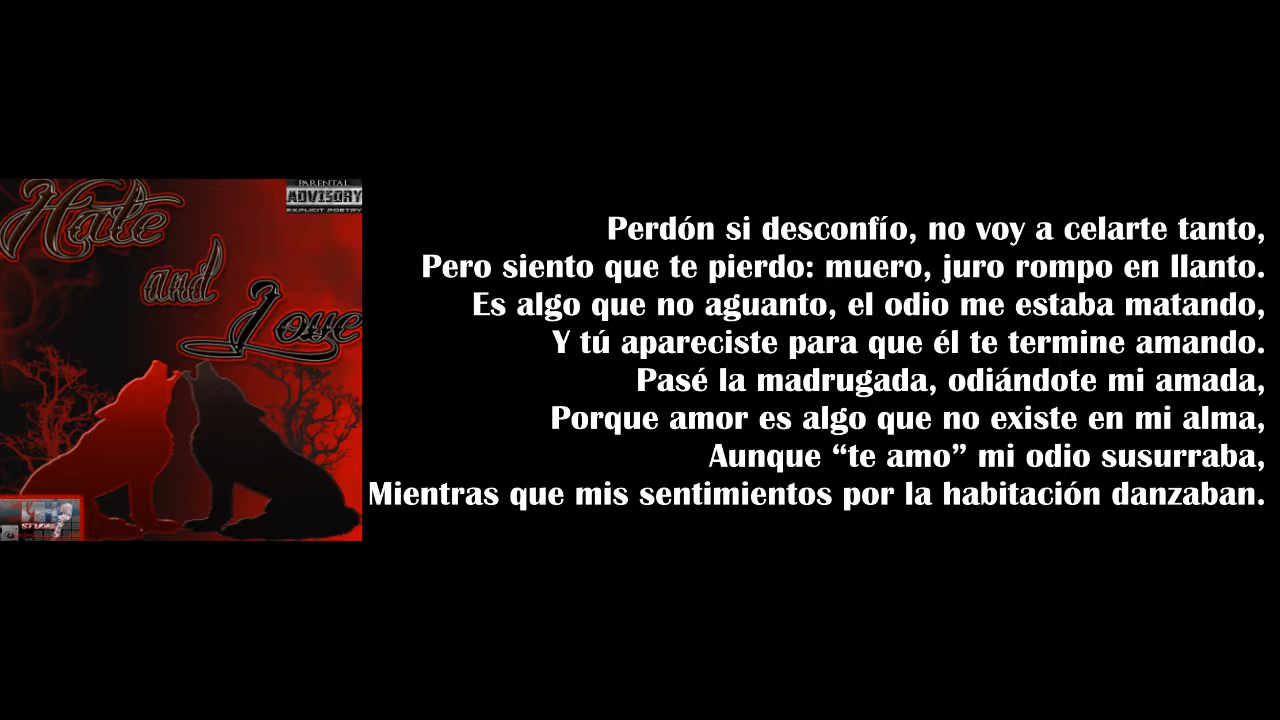 Hate
and
Love
PARENTAL
ADVISORY
EXPLICIT POETRY
Perdón si desconfío, no voy a celarte tanto,
Pero siento que te pierdo: muero, juro rompo en llanto.
Es algo que no aguanto, el odio me estaba matando,
Y tú apareciste para que él te termine amando.
Pasé la madrugada, odiándote mi amada,
Porque amor es algo que no existe en mi alma,
Aunque “te amo” mi odio susurraba,
Mientras que mis sentimientos por la habitación danzaban.